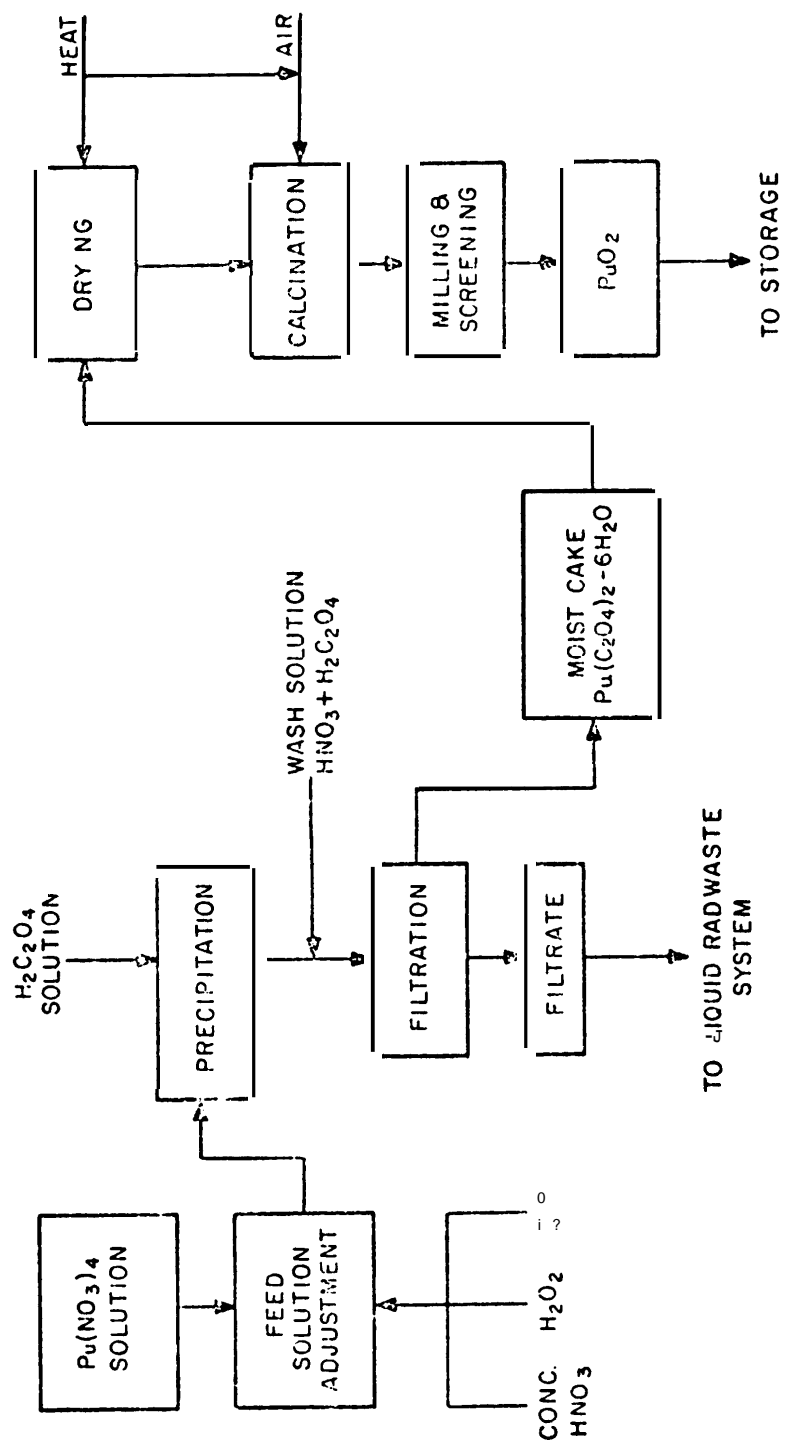 Pu(NO₃)₄
SOLUTION
FEED
SOLUTION
ADJUSTMENT
CONC.
HNO₃
H₂O₂
H₂C₂O₄
SOLUTION
PRECIPITATION
WASH SOLUTION
HNO₃ + H₂C₂O₄
FILTRATION
FILTRATE
TO LIQUID RADWASTE
SYSTEM
MOIST CAKE
Pu(C₂O₄)₂-6H₂O
HEAT
DRY NG
AIR
CALCINATION
MILLING &
SCREENING
PuO₂
TO STORAGE